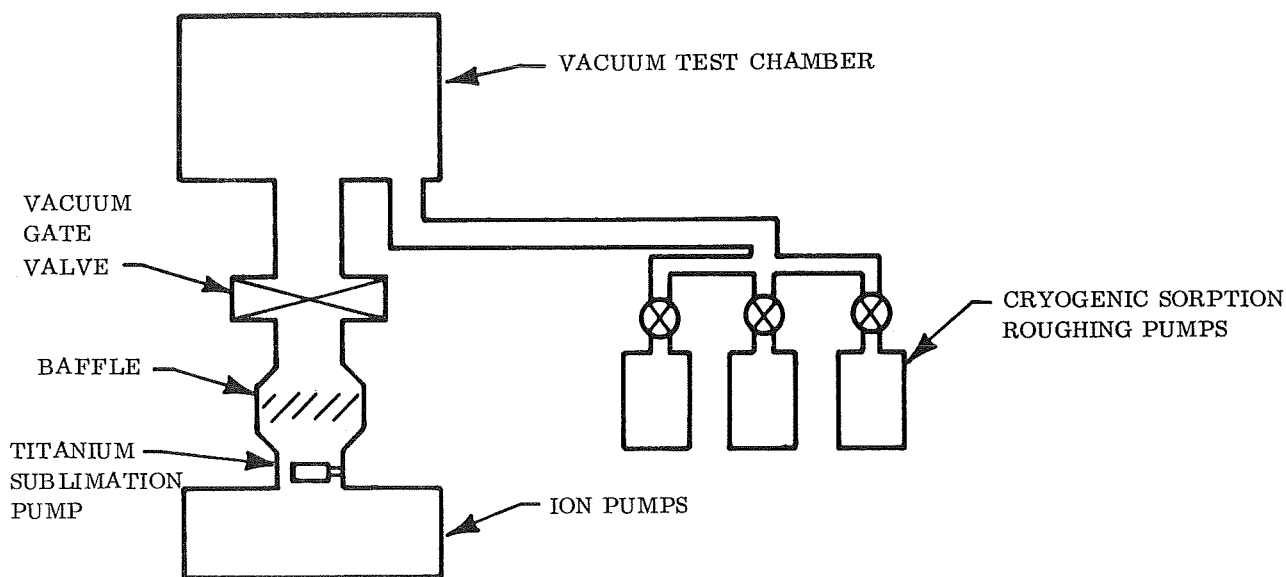 VACUUM TEST CHAMBER
VACUUM
GATE
VALVE
CRYOGENIC SORPTION
ROUGHING PUMPS
BAFFLE
TITANIUM
SUBLIMATION
PUMP
ION PUMPS